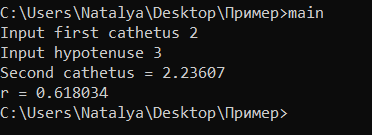 C:\Users\Natalya\Desktop\Пример>main
Input first cathetus 2
Input hypotenuse 3
Second cathetus = 2.23607
r = 0.618034
C:\Users\Natalya\Desktop\Пример>